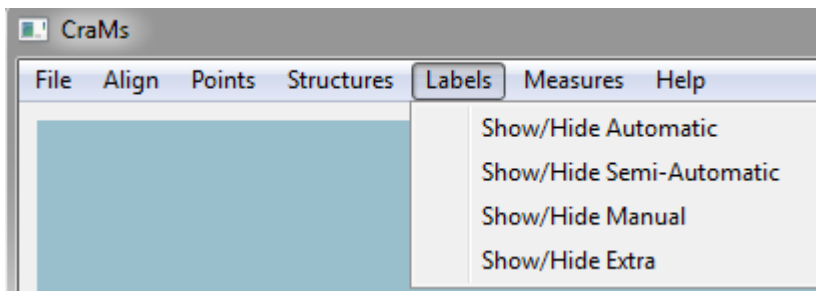 CraMs
File Align Points Structures Labels Measures Help
Show/Hide Automatic
Show/Hide Semi-Automatic
Show/Hide Manual
Show/Hide Extra